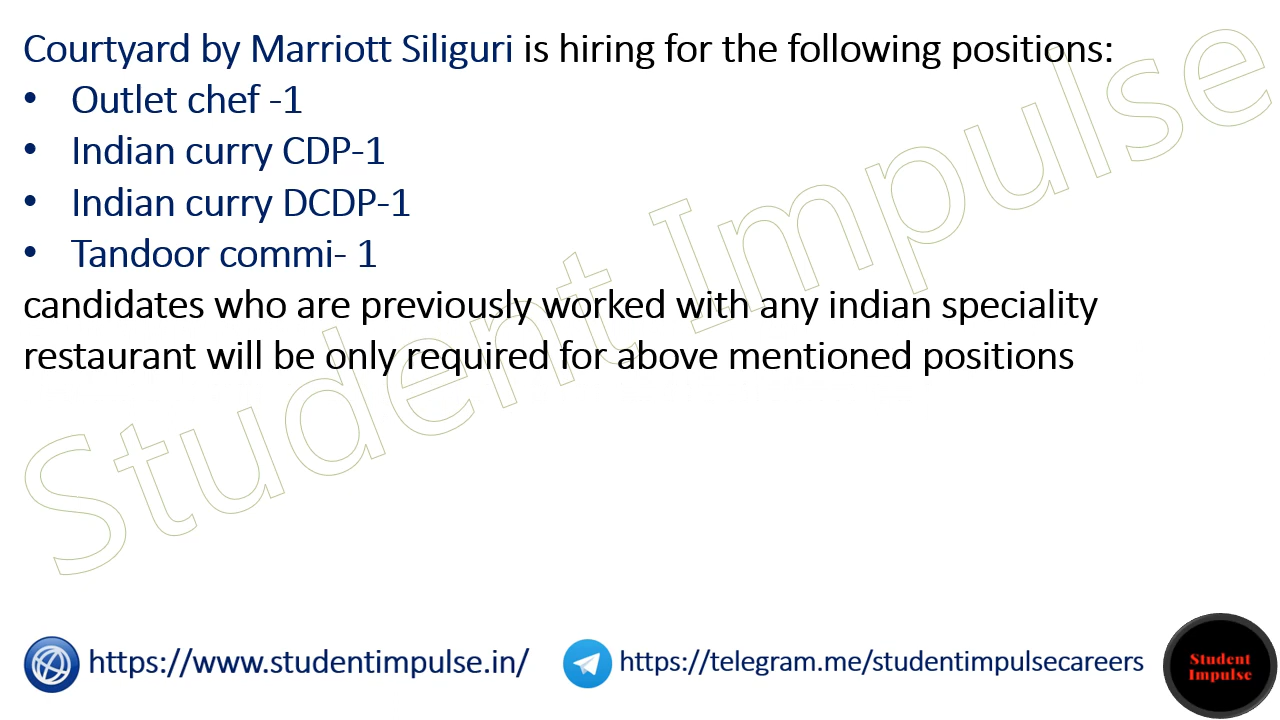 Courtyard by Marriott Siliguri is hiring for the following positions:
• Outlet chef -1
• Indian curry CDP-1
• Indian curry DCDP-1
• Tandoor commi- 1
candidates who are previously worked with any indian speciality
restaurant will be only required for above mentioned positions
Student Impulse
https://www.studentimpulse.in/
https://telegram.me/studentimpulsecareers
Student
Impulse